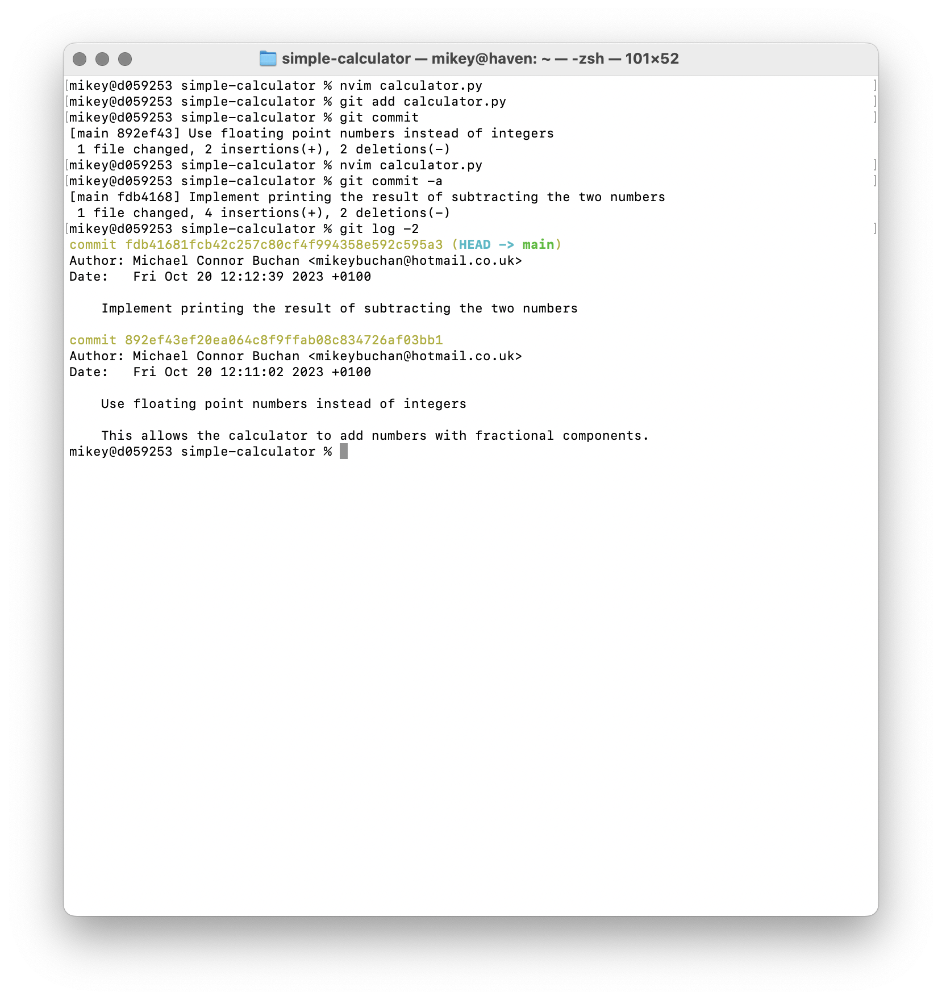 simple-calculator — mikey@haven: ~ — -zsh — 101×52
[mikey@d059253 simple-calculator % nvim calculator.py ]
[mikey@d059253 simple-calculator % git add calculator.py ]
[mikey@d059253 simple-calculator % git commit ]
[main 892ef43] Use floating point numbers instead of integers
 1 file changed, 2 insertions(+), 2 deletions(-)
[mikey@d059253 simple-calculator % nvim calculator.py ]
[mikey@d059253 simple-calculator % git commit -a ]
[main fdb4168] Implement printing the result of subtracting the two numbers
 1 file changed, 4 insertions(+), 2 deletions(-)
[mikey@d059253 simple-calculator % git log -2 ]
commit fdb41681fcb42c257c80cf4f994358e592c595a3 (HEAD -> main)
Author: Michael Connor Buchan <mikeybuchan@hotmail.co.uk>
Date:   Fri Oct 20 12:12:39 2023 +0100
    Implement printing the result of subtracting the two numbers
commit 892ef43ef20ea064c8f9ffab08c834726af03bb1
Author: Michael Connor Buchan <mikeybuchan@hotmail.co.uk>
Date:   Fri Oct 20 12:11:02 2023 +0100
    Use floating point numbers instead of integers
    This allows the calculator to add numbers with fractional components.
mikey@d059253 simple-calculator %